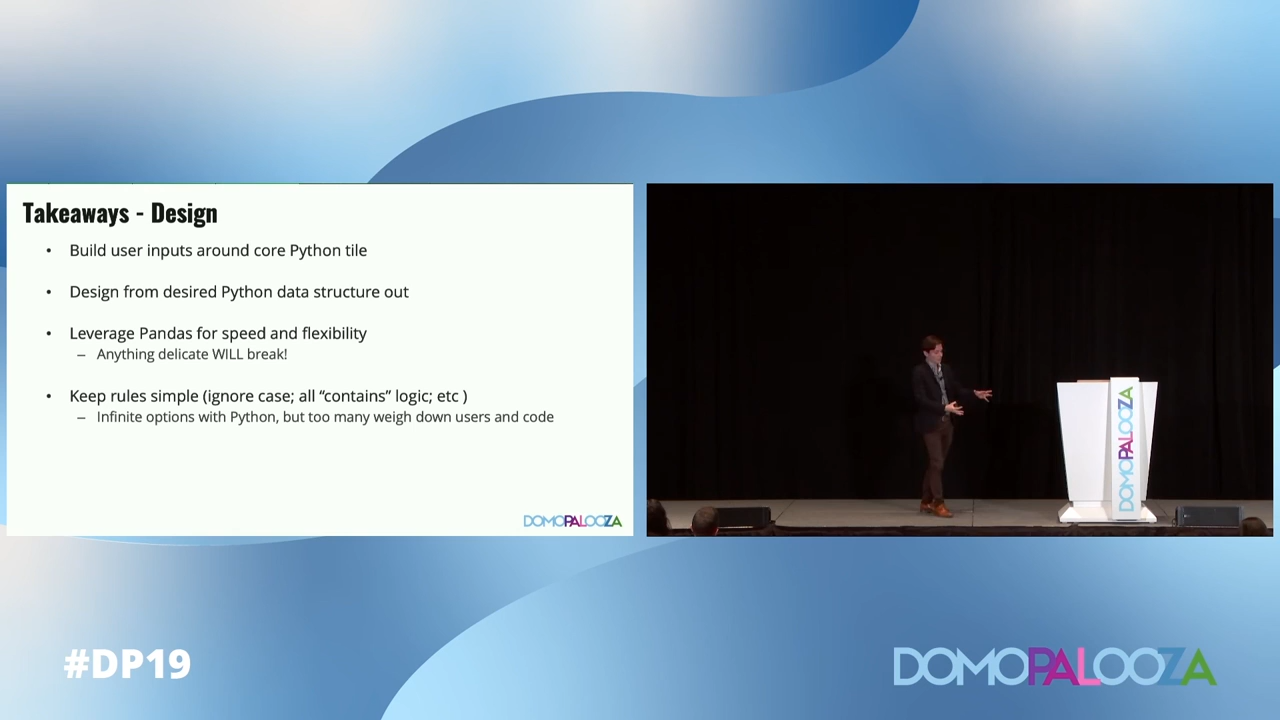 Takeaways - Design
• Build user inputs around core Python tile
• Design from desired Python data structure out
• Leverage Pandas for speed and flexibility
– Anything delicate WILL break!
• Keep rules simple (ignore case; all “contains” logic; etc )
– Infinite options with Python, but too many weigh down users and code
DOMOPALOOZA
DOMOPALOOZA
#DP19
DOMOPALOOZA